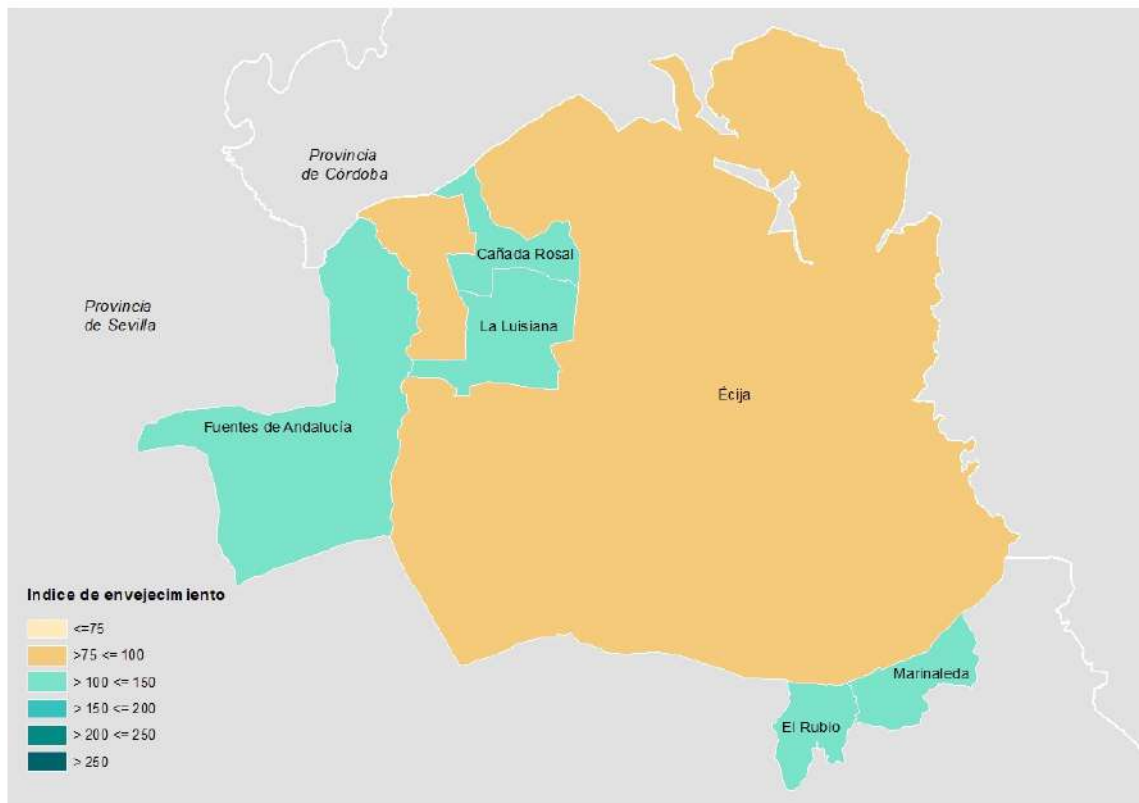 Provincia
de Córdoba
Cañada Rosal
Provincia
de Sevilla
La Luisiana
Écija
Fuentes de Andalucía
Indice de envejecimiento
<=75
>75 <= 100
> 100 <= 150
> 150 <= 200
> 200 <= 250
> 250
Marinaleda
El Rubio